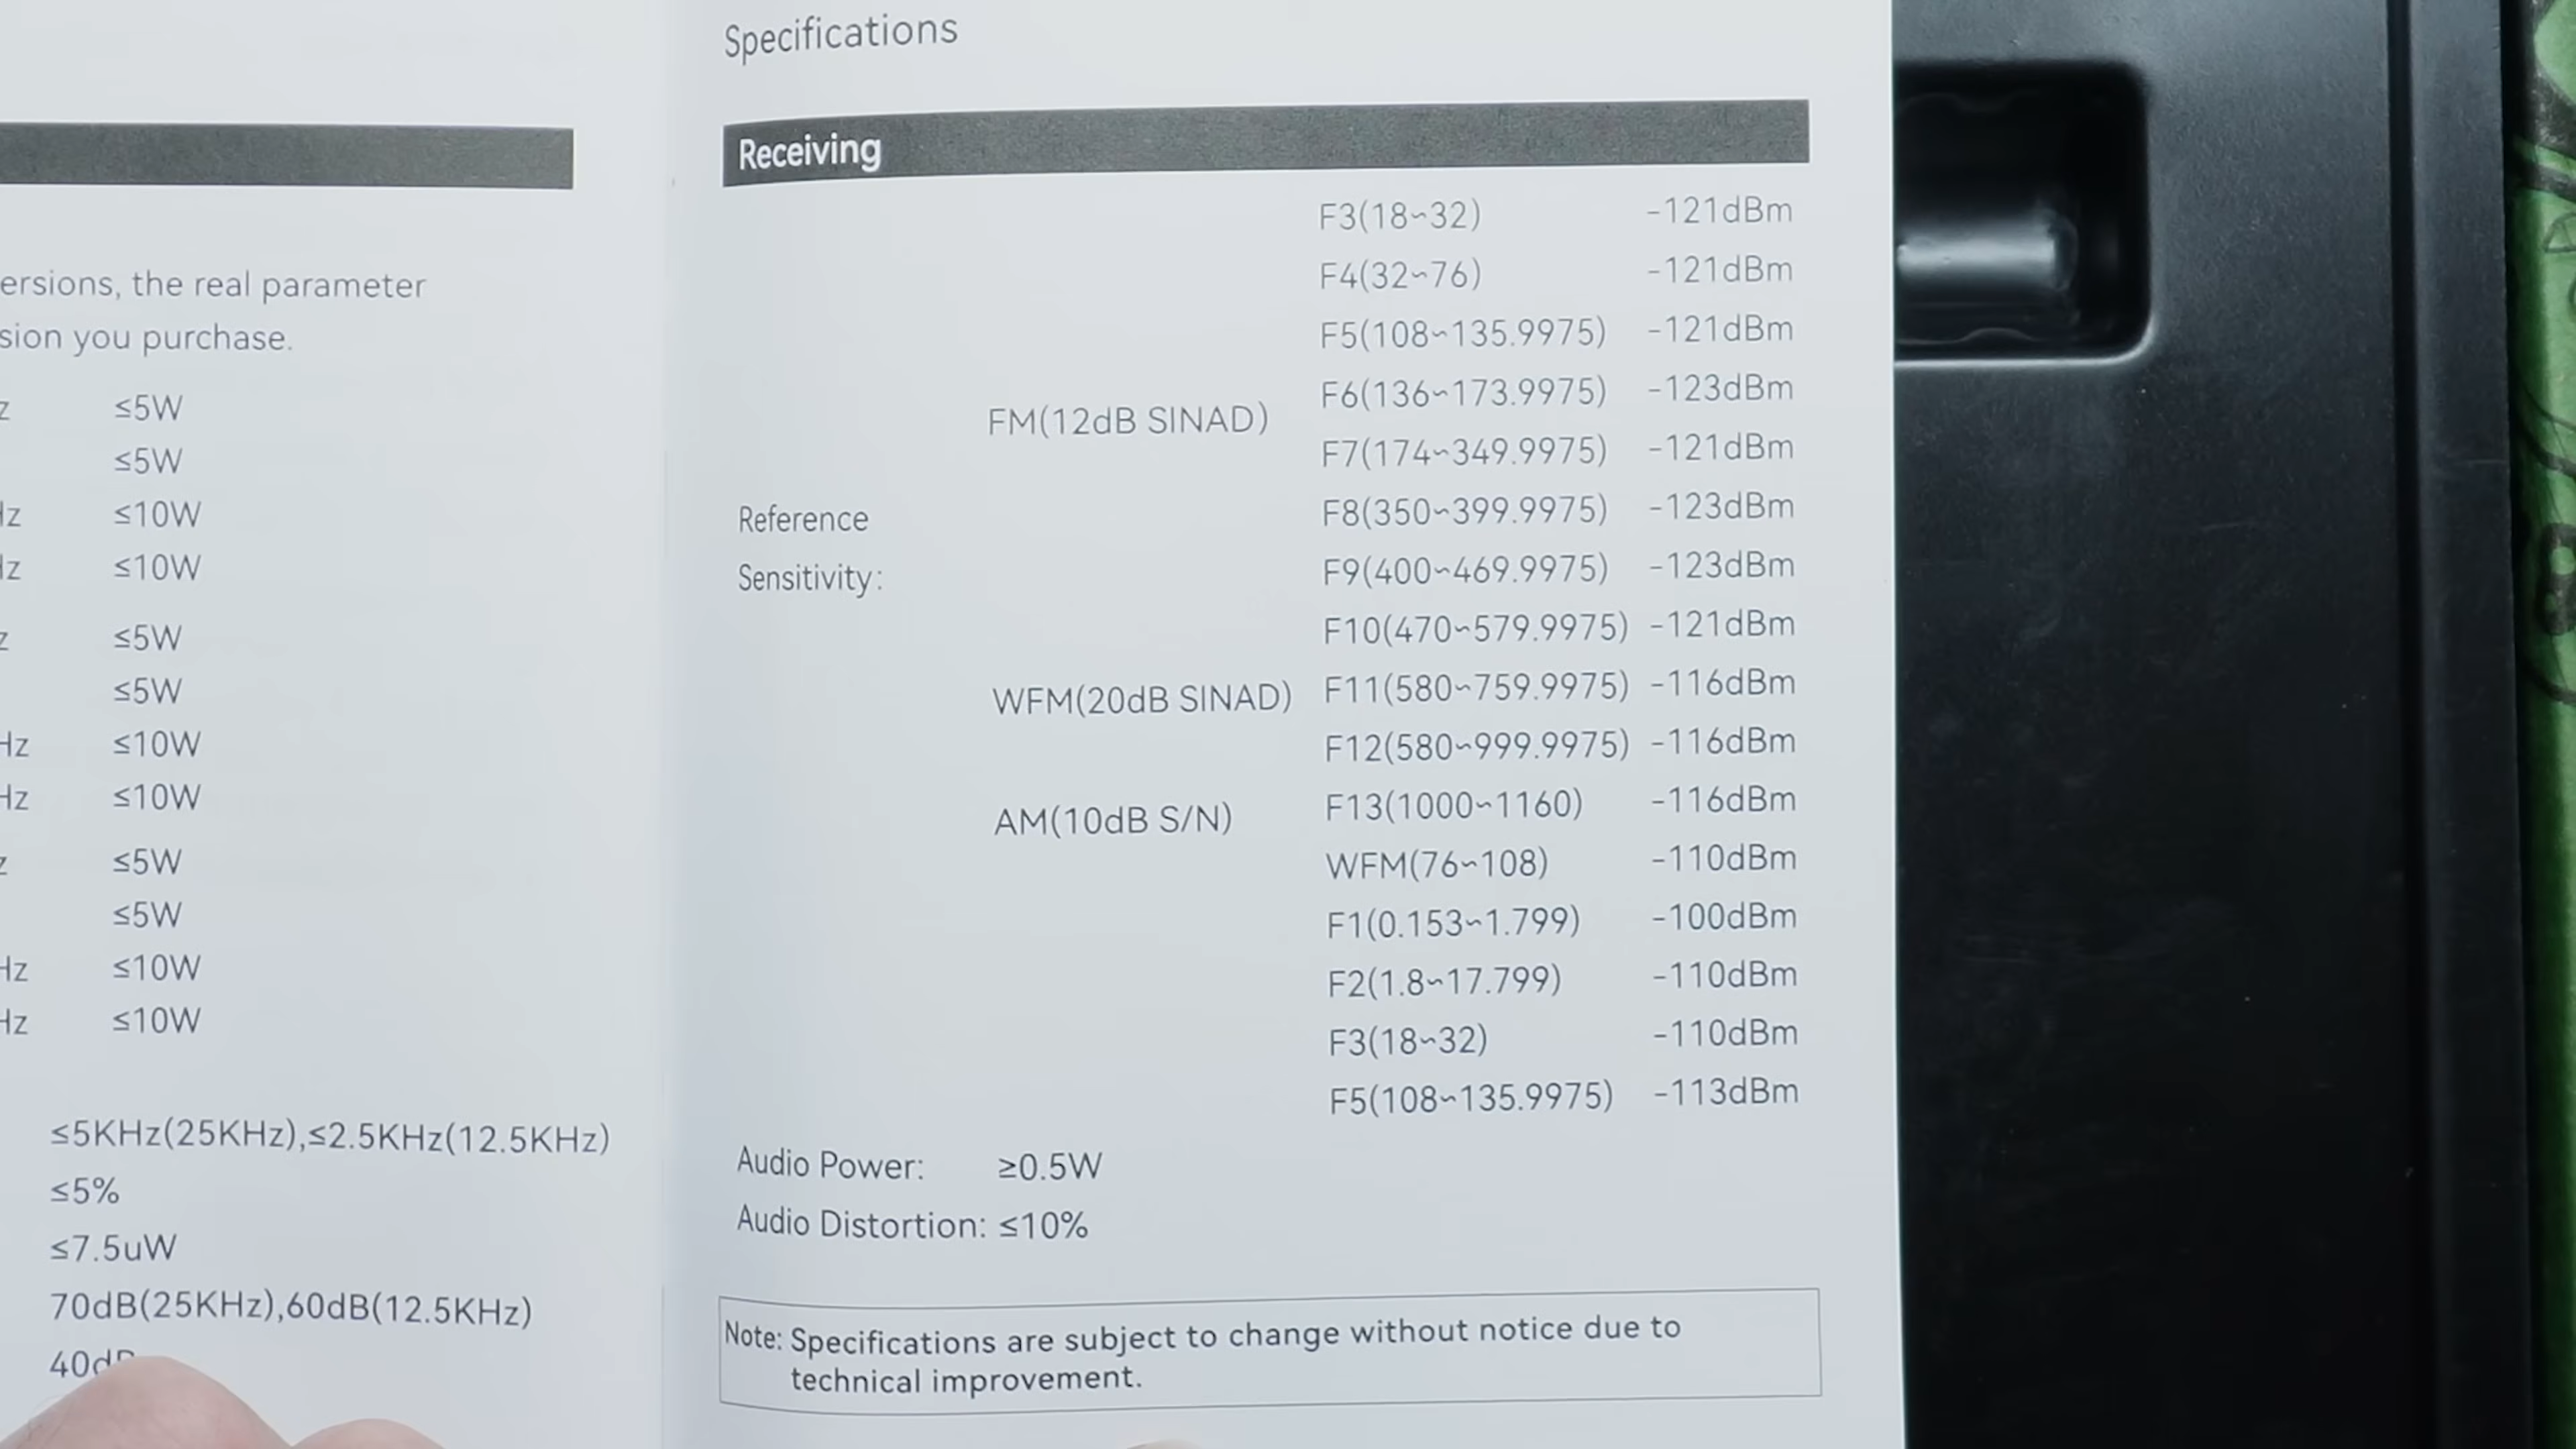 ersions, the real parameter
sion you purchase.
z ≤5W
≤5W
Hz ≤10W
Hz ≤10W
z ≤5W
≤5W
Hz ≤10W
Hz ≤10W
z ≤5W
≤5W
Hz ≤10W
Hz ≤10W
≤5KHz(25KHz),≤2.5KHz(12.5KHz)
≤5%
≤7.5uW
70dB(25KHz),60dB(12.5KHz)
Specifications
Receiving
F3(18~32) -121dBm
F4(32~76) -121dBm
F5(108~135.9975) -121dBm
F6(136~173.9975) -123dBm
FM(12dB SINAD)
F7(174~349.9975) -121dBm
F8(350~399.9975) -123dBm
Reference
F9(400~469.9975) -123dBm
Sensitivity:
F10(470~579.9975) -121dBm
WFM(20dB SINAD) F11(580~759.9975) -116dBm
F12(580~999.9975) -116dBm
AM(10dB S/N) F13(1000~1160) -116dBm
WFM(76~108) -110dBm
F1(0.153~1.799) -100dBm
F2(1.8~17.799) -110dBm
F3(18~32) -110dBm
F5(108~135.9975) -113dBm
Audio Power: ≥0.5W
Audio Distortion: ≤10%
Note: Specifications are subject to change without notice due to
technical improvement.